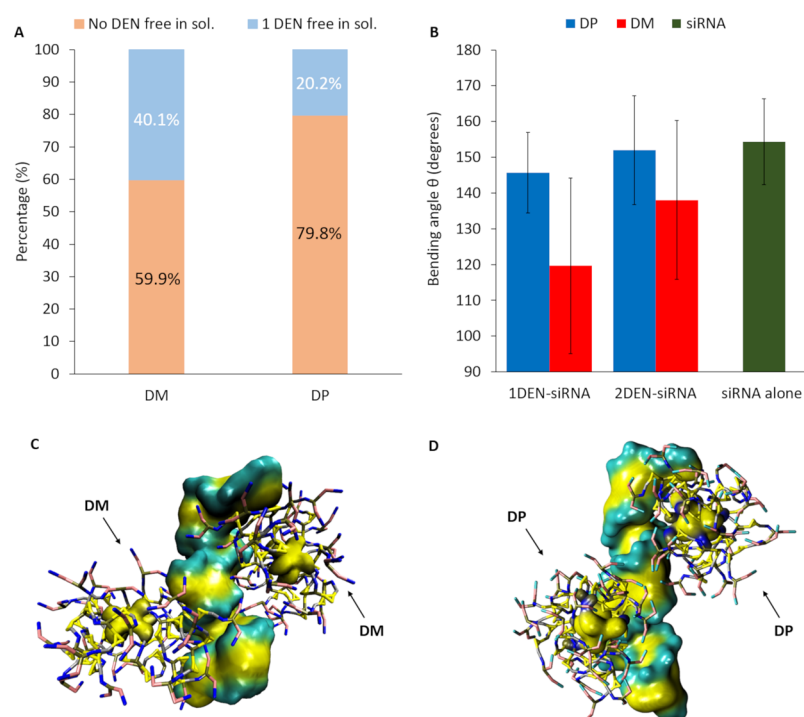 A
No DEN free in sol.
1 DEN free in sol.
Percentage (%)
100
90
80
70
60
50
40
30
20
10
0
40.1%
59.9%
20.2%
79.8%
DM
DP
B
DP
DM
siRNA
Bending angle θ (degrees)
180
170
160
150
140
130
120
110
100
90
1DEN-siRNA
2DEN-siRNA
siRNA alone
C
DM
DM
D
DP
DP